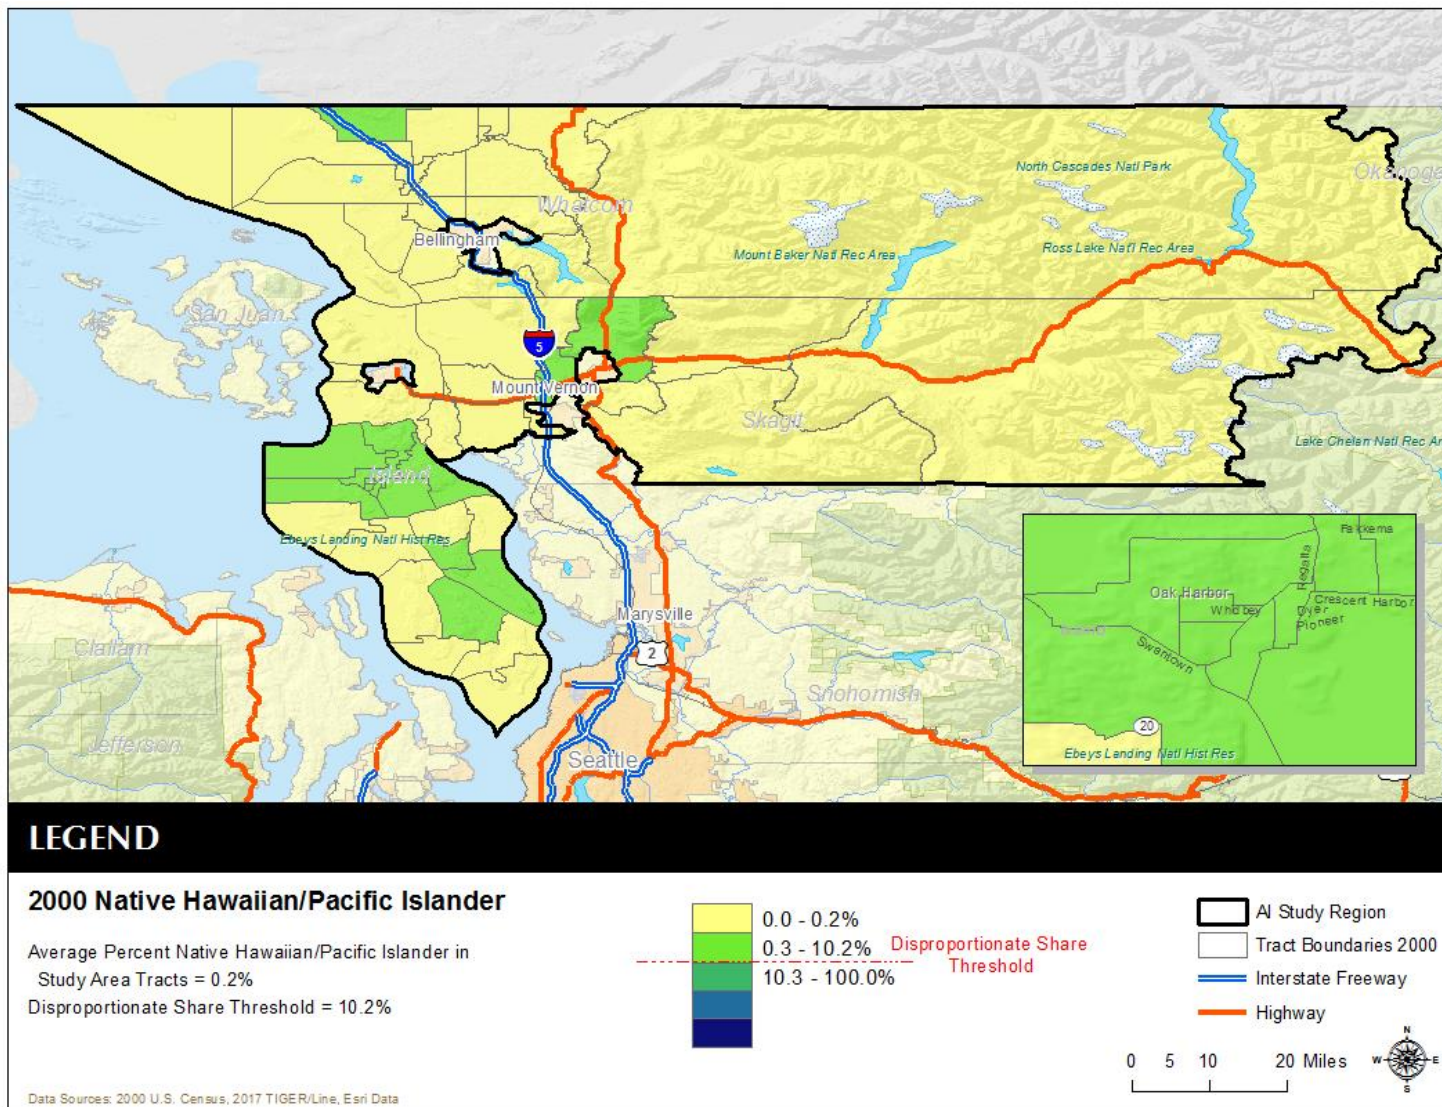 North Cascades Natl Park
Okanoga
Whatcom
Bellingham
Mount Baker Natl Rec Area
Ross Lake Natl Rec Area
San Juan
5
Mount Vernon
Skagit
Lake Chelan Natl Rec Ar
Island
Ebeys Landing Natl Hist Res
Fakkema
Regatta
Oak Harbor
Crescent Harbor
Whidbey
Dyer
Pioneer
Island
Swantown
20
Ebeys Landing Natl Hist Res
Marysville
2
Clallam
Snohomish
Jefferson
Seattle
LEGEND
2000 Native Hawaiian/Pacific Islander
Average Percent Native Hawaiian/Pacific Islander in
Study Area Tracts = 0.2%
Disproportionate Share Threshold = 10.2%
0.0 - 0.2%
0.3 - 10.2%
10.3 - 100.0%
Disproportionate Share
Threshold
AI Study Region
Tract Boundaries 2000
Interstate Freeway
Highway
0 5 10 20 Miles
N
W E
S
Data Sources: 2000 U.S. Census, 2017 TIGER/Line, Esri Data